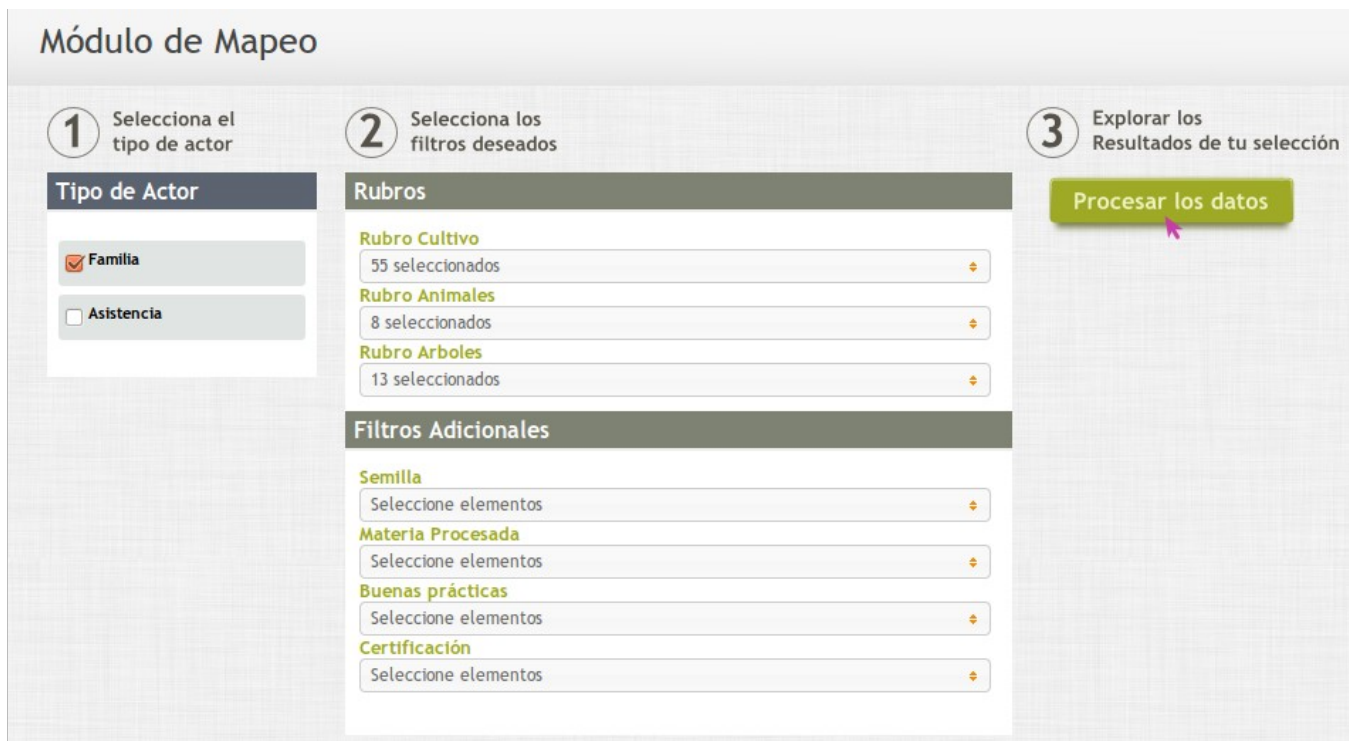 Módulo de Mapeo
1 Selecciona el
tipo de actor
Tipo de Actor
Familia
Asistencia
2 Selecciona los
filtros deseados
Rubros
Rubro Cultivo
55 seleccionados
Rubro Animales
8 seleccionados
Rubro Arboles
13 seleccionados
Filtros Adicionales
Semilla
Seleccione elementos
Materia Procesada
Seleccione elementos
Buenas prácticas
Seleccione elementos
Certificación
Seleccione elementos
3 Explorar los
Resultados de tu selección
Procesar los datos